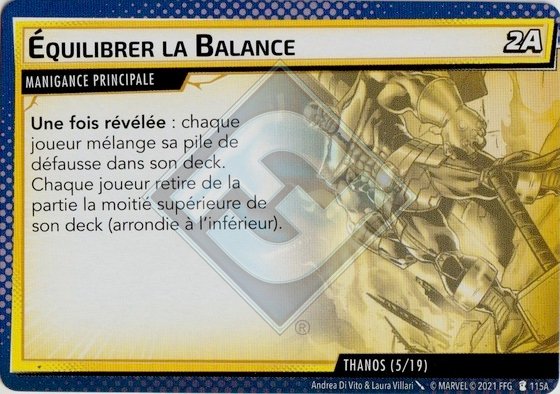 Équilibrer la Balance
2A
MANIGANCE PRINCIPALE
Une fois révélée : chaque
joueur mélange sa pile de
défausse dans son deck.
Chaque joueur retire de la
partie la moitié supérieure de
son deck (arrondie à l'inférieur).
®
THANOS (5/19)
Andrea Di Vito & Laura Villari © MARVEL © 2021 FFG 115A